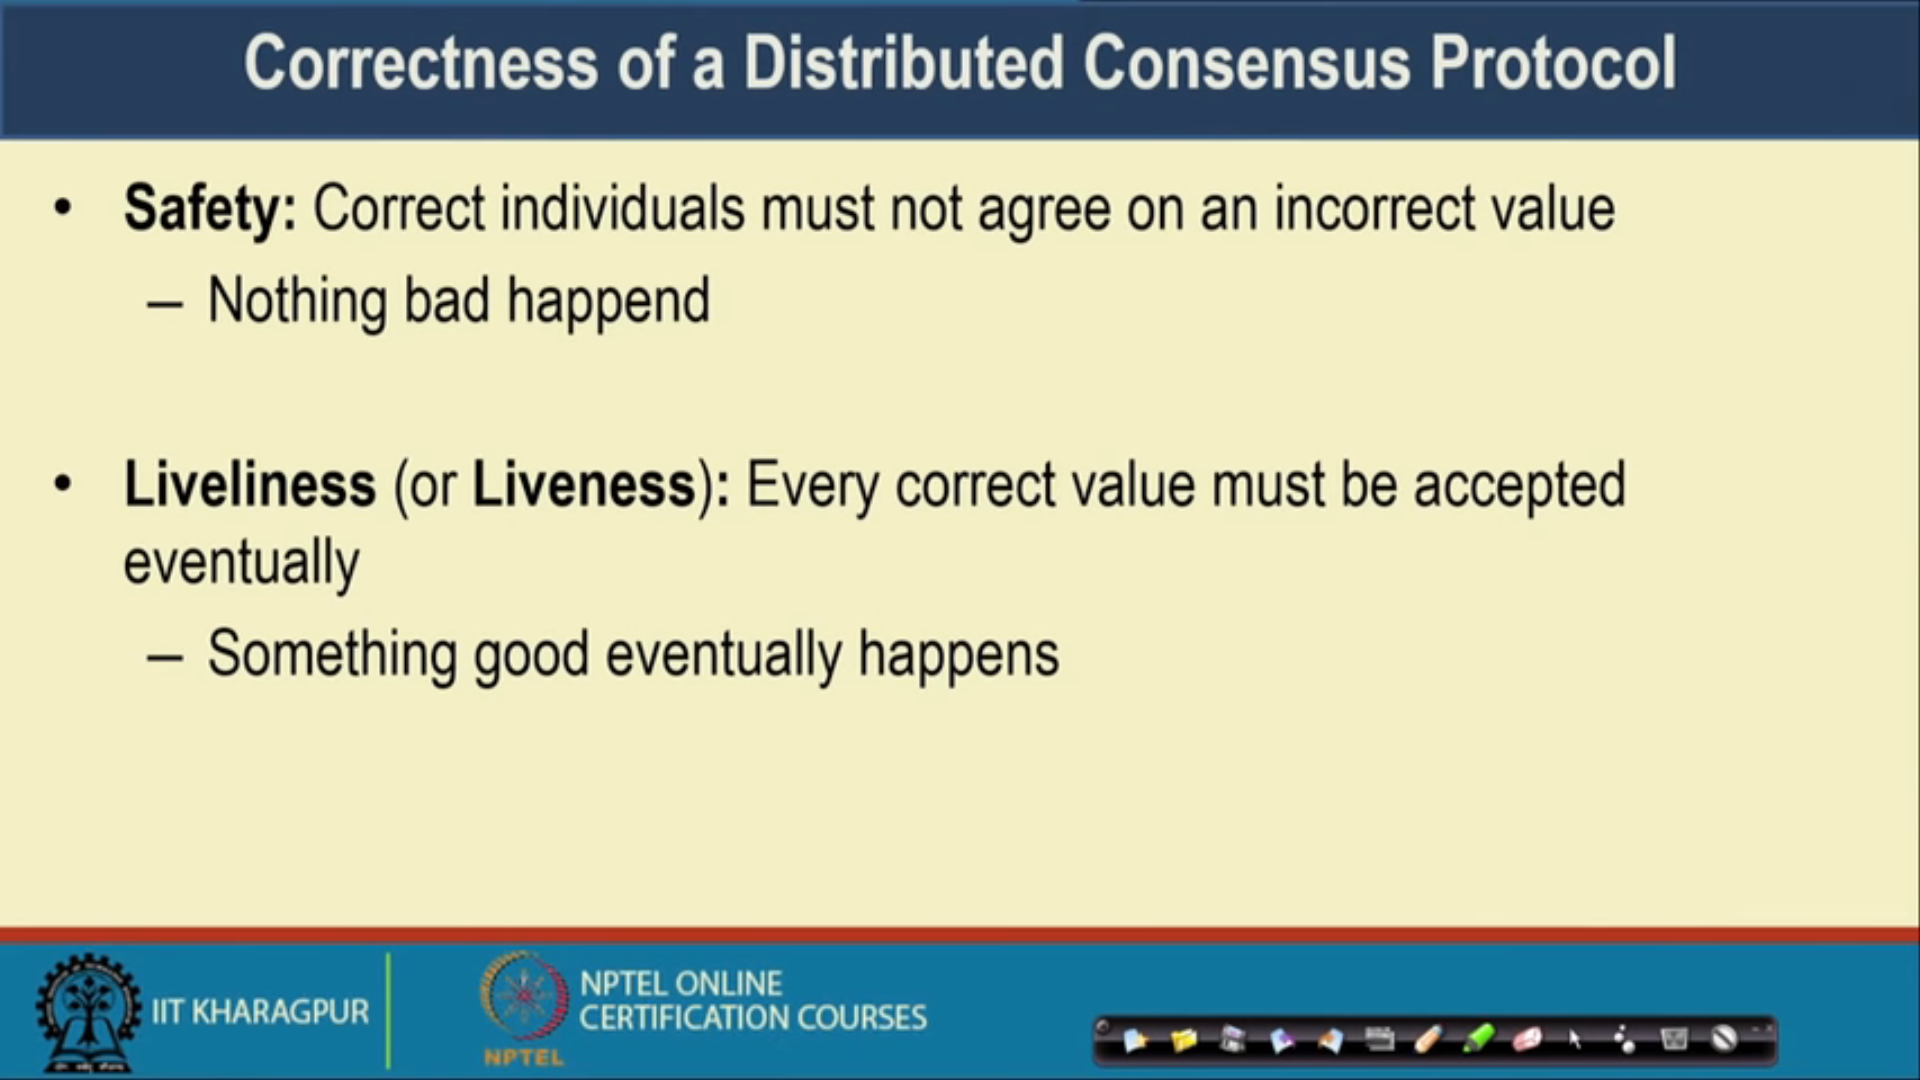 Correctness of a Distributed Consensus Protocol
• Safety: Correct individuals must not agree on an incorrect value
– Nothing bad happend
• Liveliness (or Liveness): Every correct value must be accepted
eventually
– Something good eventually happens
IIT KHARAGPUR
NPTEL ONLINE
CERTIFICATION COURSES
NPTEL